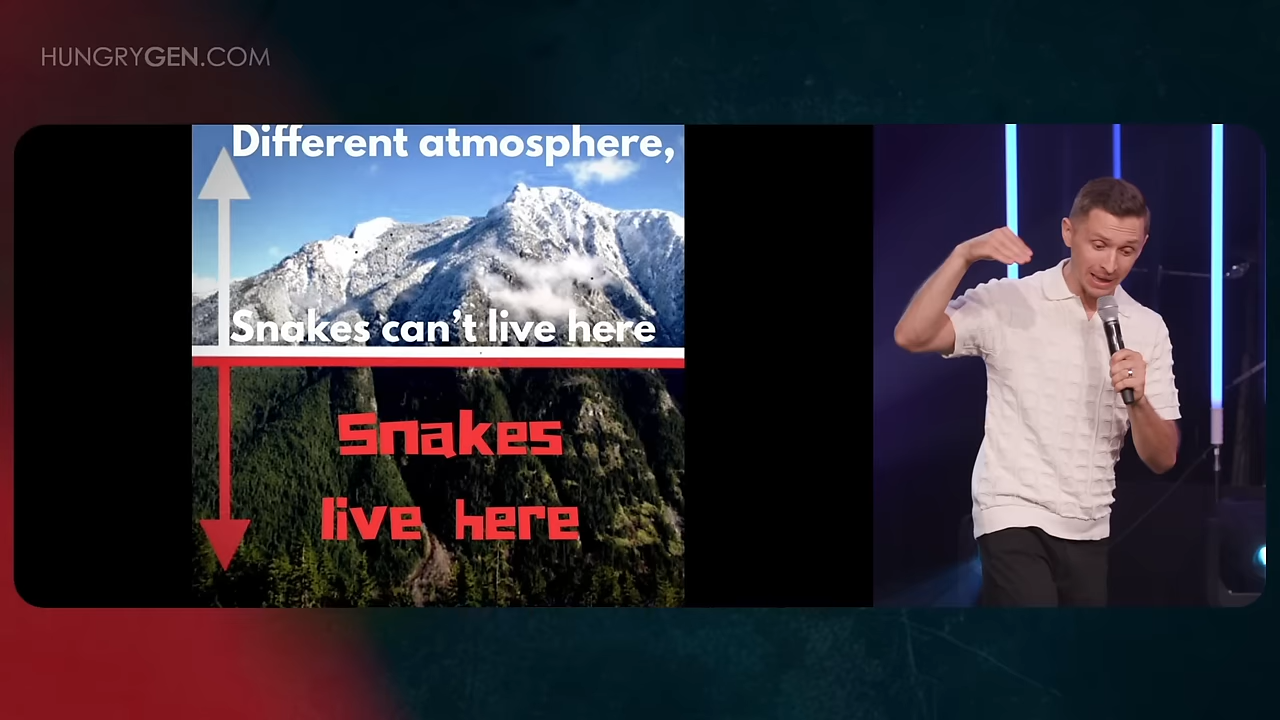 HUNGRYGEN.COM
Different atmosphere,
Snakes can't live here
Snakes
live here